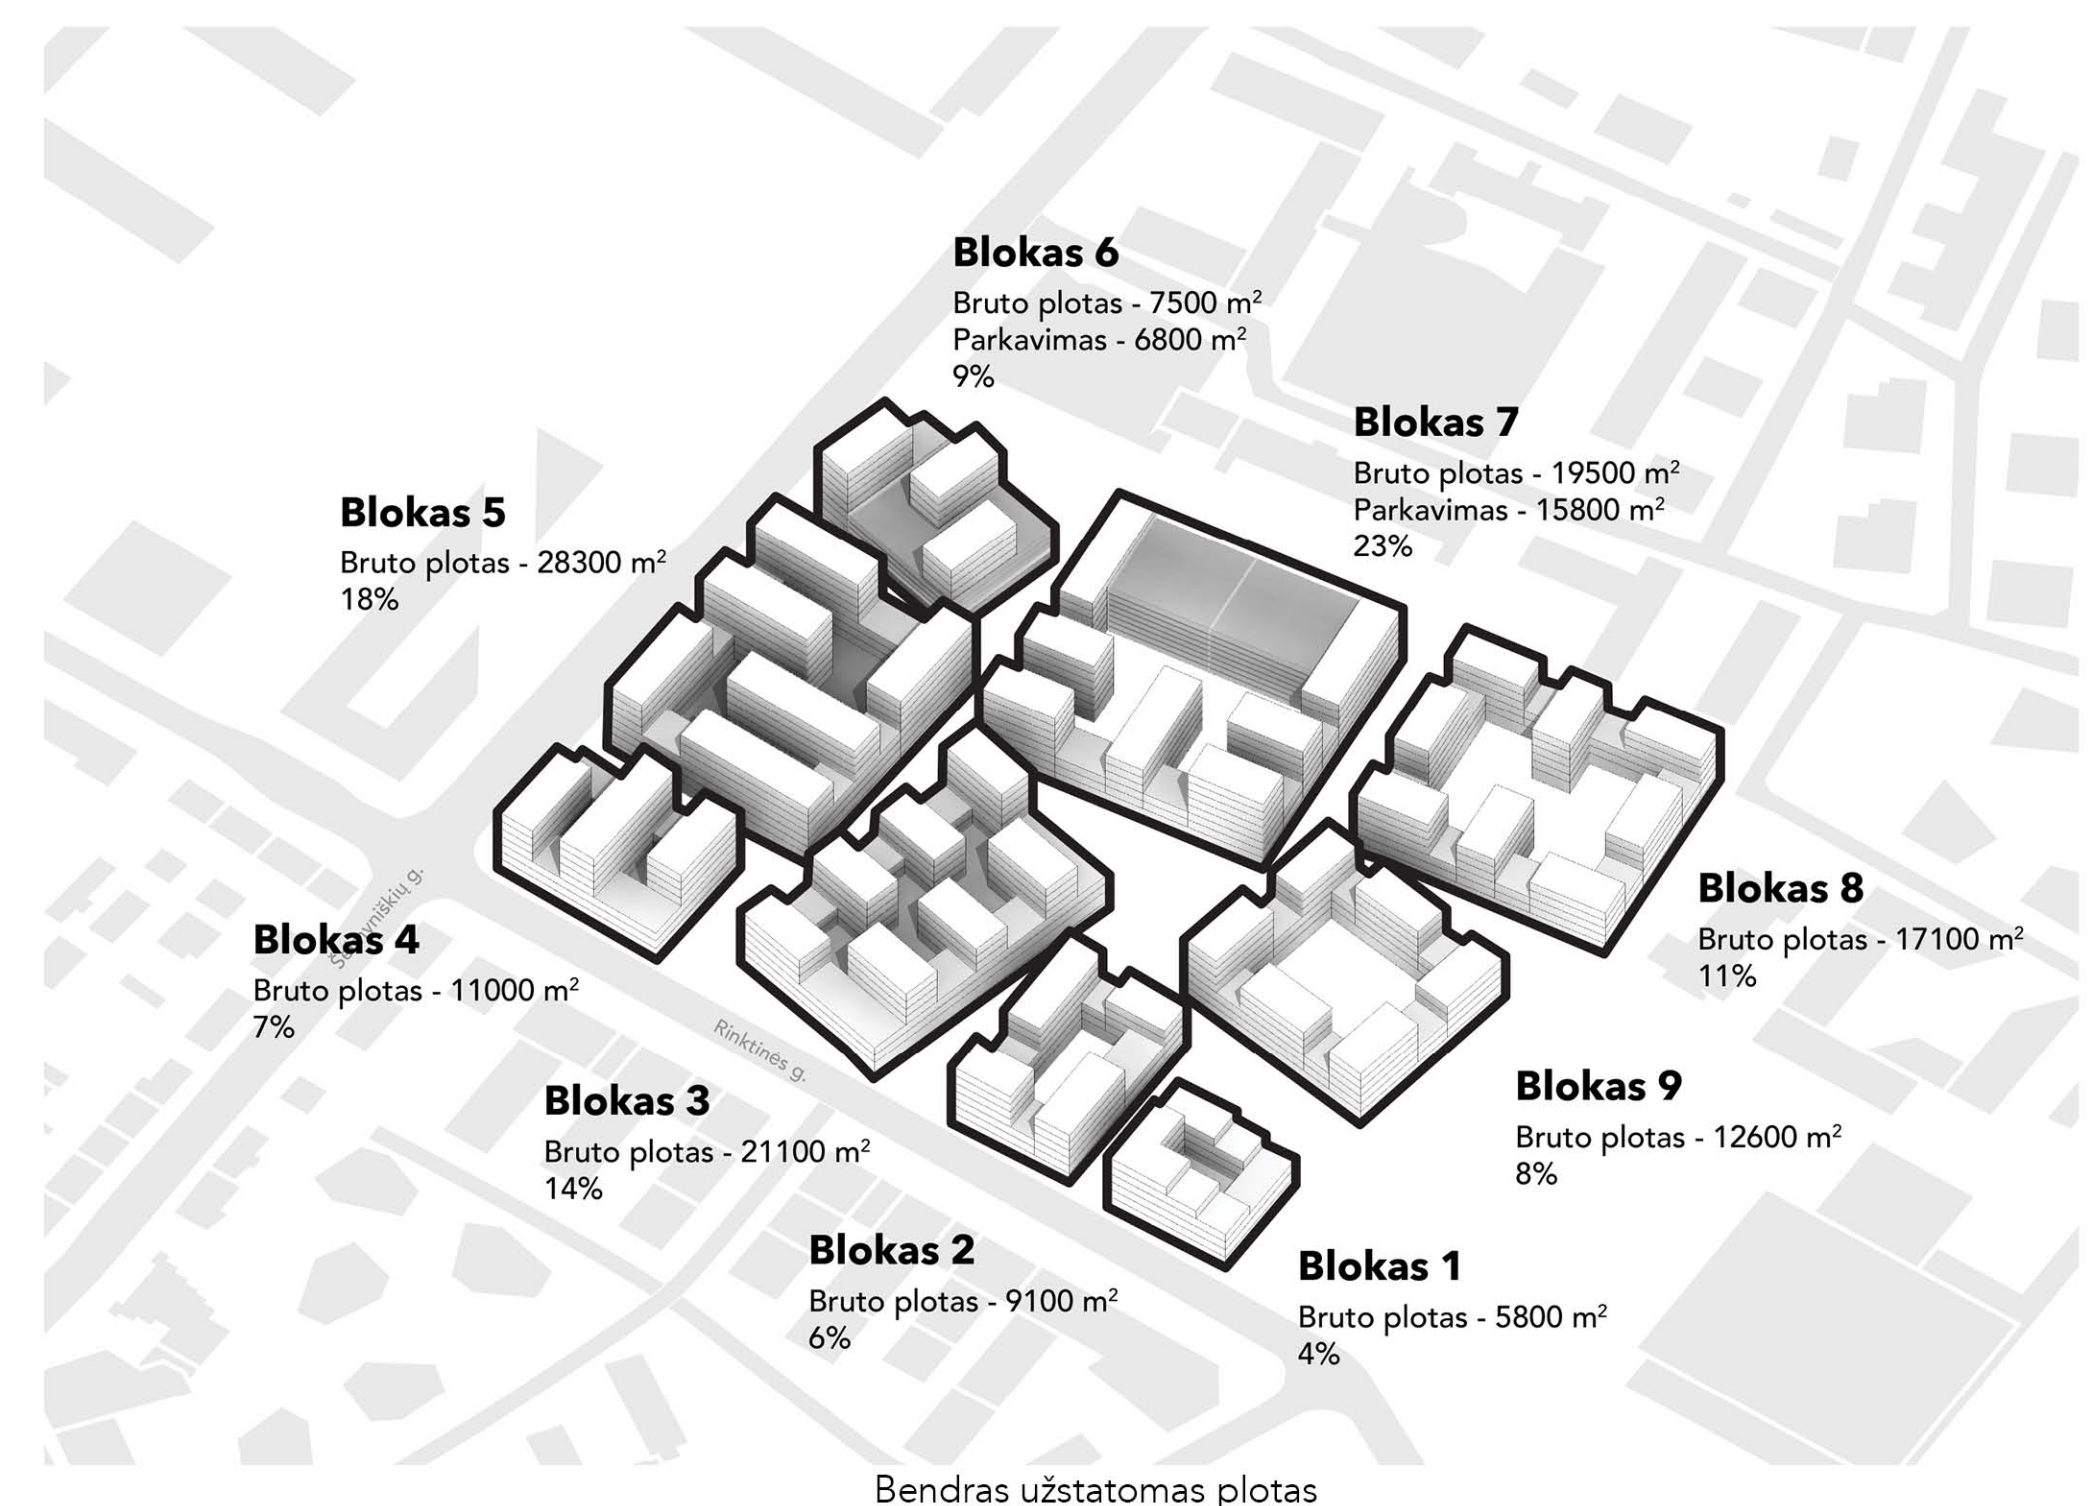 Blokas 6
Bruto plotas - 7500 m²
Parkavimas - 6800 m²
9%
Blokas 7
Bruto plotas - 19500 m²
Parkavimas - 15800 m²
23%
Blokas 5
Bruto plotas - 28300 m²
18%
Blokas 8
Bruto plotas - 17100 m²
11%
Blokas 4
Bruto plotas - 11000 m²
7%
Rinktinės g.
Blokas 3
Bruto plotas - 21100 m²
14%
Blokas 9
Bruto plotas - 12600 m²
8%
Blokas 2
Bruto plotas - 9100 m²
6%
Blokas 1
Bruto plotas - 5800 m²
4%
Bendras užstatomas plotas